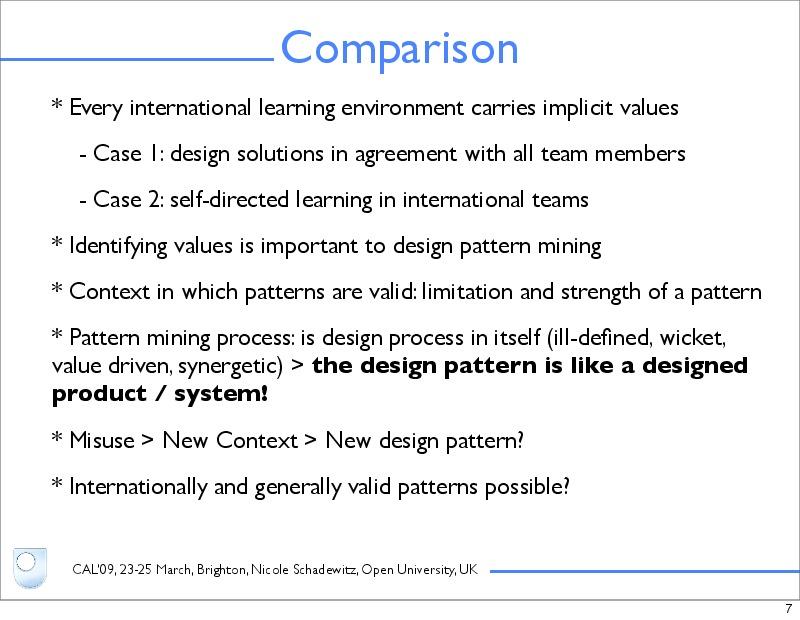 Comparison
* Every international learning environment carries implicit values
- Case 1: design solutions in agreement with all team members
- Case 2: self-directed learning in international teams
* Identifying values is important to design pattern mining
* Context in which patterns are valid: limitation and strength of a pattern
* Pattern mining process: is design process in itself (ill-defined, wicket,
value driven, synergetic) > the design pattern is like a designed
product / system!
* Misuse > New Context > New design pattern?
* Internationally and generally valid patterns possible?
CAL'09, 23-25 March, Brighton, Nicole Schadewitz, Open University, UK
7